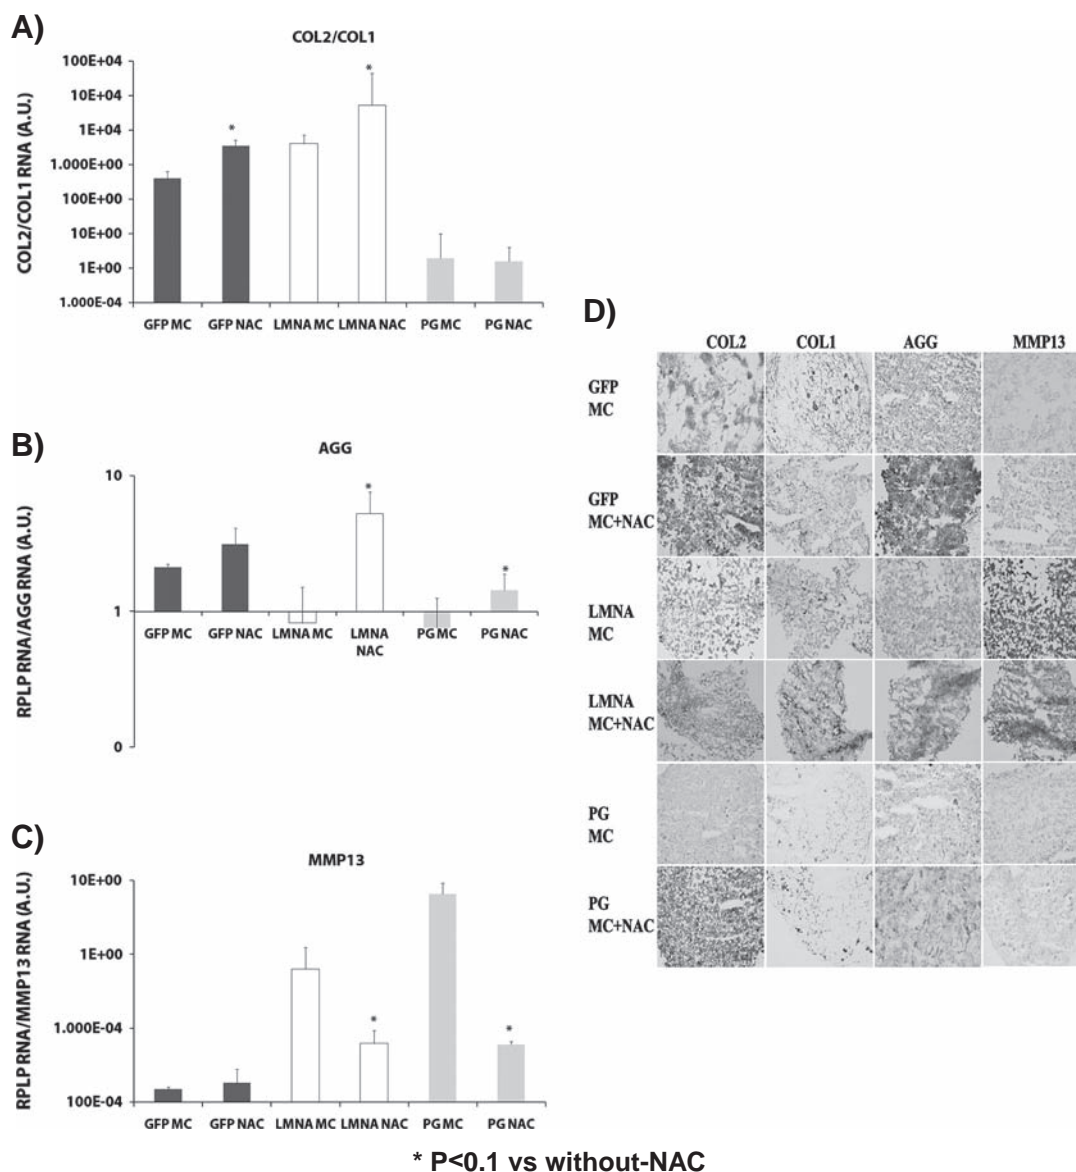 A)
COL2/COL1
COL2/COL1 RNA (A.U.)
100E+04
10E+04
1E+04
1.000E+00
100E+00
10E+00
1E+00
1.000E-04
*
*
GFP MC GFP NAC LMNA MC LMNA NAC PG MC PG NAC
B)
AGG
RPLP RNA/AGG RNA (A.U.)
10
1
0
*
*
GFP MC GFP NAC LMNA MC LMNA NAC PG MC PG NAC
C)
MMP13
RPLP RNA/MMP13 RNA (A.U.)
10E+00
1E+00
1.000E-04
100E-04
*
*
GFP MC GFP NAC LMNA MC LMNA NAC PG MC PG NAC
D)
COL2 COL1 AGG MMP13
GFP
MC
GFP
MC+NAC
LMNA
MC
LMNA
MC+NAC
PG
MC
PG
MC+NAC
* P<0.1 vs without-NAC